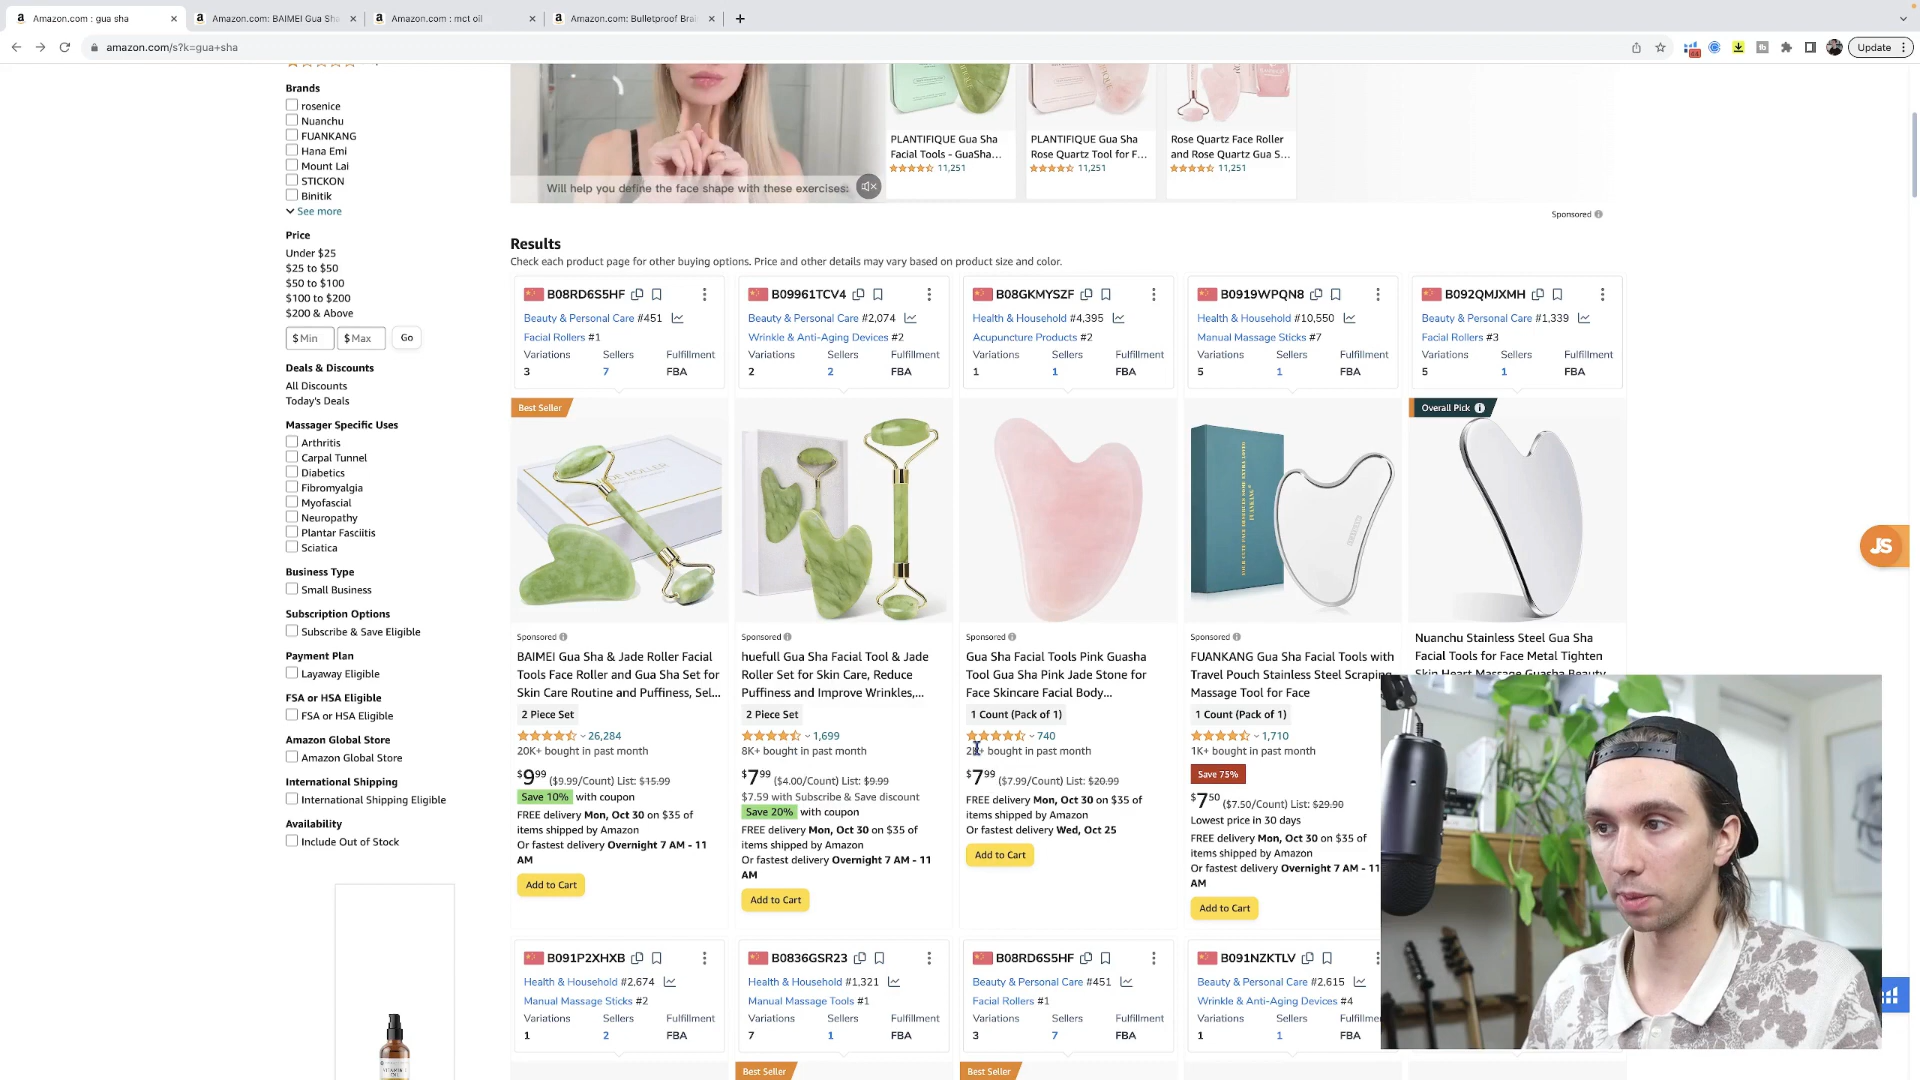 Amazon.com : gua sha
Amazon.com: BAIMEI Gua Sha
Amazon.com : mct oil
Amazon.com: Bulletproof Brai
amazon.com/s?k=gua+sha
Update
Brands
rosenice
Nuanchu
FUANKANG
Hana Emi
Mount Lai
STICKON
Binitik
See more
Price
Under $25
$25 to $50
$50 to $100
$100 to $200
$200 & Above
$ Min
$ Max
Go
Deals & Discounts
All Discounts
Today's Deals
Massager Specific Uses
Arthritis
Carpal Tunnel
Diabetics
Fibromyalgia
Myofascial
Neuropathy
Plantar Fasciitis
Sciatica
Business Type
Small Business
Subscription Options
Subscribe & Save Eligible
Payment Plan
Layaway Eligible
FSA or HSA Eligible
FSA or HSA Eligible
Amazon Global Store
Amazon Global Store
International Shipping
International Shipping Eligible
Availability
Include Out of Stock
Will help you define the face shape with these exercises:
PLANTIFIQUE Gua Sha
Facial Tools - GuaSha...
11,251
PLANTIFIQUE Gua Sha
Rose Quartz Tool for F...
11,251
Rose Quartz Face Roller
and Rose Quartz Gua S...
11,251
Sponsored
Results
Check each product page for other buying options. Price and other details may vary based on product size and color.
B08RD6S5HF
Beauty & Personal Care #451
Facial Rollers #1
Variations Sellers Fulfillment
3 7 FBA
B09961TCV4
Beauty & Personal Care #2,074
Wrinkle & Anti-Aging Devices #2
Variations Sellers Fulfillment
2 2 FBA
B08GKMYSZF
Health & Household #4,395
Acupuncture Products #2
Variations Sellers Fulfillment
1 1 FBA
B0919WPQN8
Health & Household #10,550
Manual Massage Sticks #7
Variations Sellers Fulfillment
5 1 FBA
B092QMJXMH
Beauty & Personal Care #1,339
Facial Rollers #3
Variations Sellers Fulfillment
5 1 FBA
Best Seller
Sponsored
BAIMEI Gua Sha & Jade Roller Facial
Tools Face Roller and Gua Sha Set for
Skin Care Routine and Puffiness, Sel...
2 Piece Set
26,284
20K+ bought in past month
$9.99 ($9.99/Count) List: $15.99
Save 10% with coupon
FREE delivery Mon, Oct 30 on $35 of
items shipped by Amazon
Or fastest delivery Overnight 7 AM - 11
AM
Add to Cart
Sponsored
huefull Gua Sha Facial Tool & Jade
Roller Set for Skin Care, Reduce
Puffiness and Improve Wrinkles,...
2 Piece Set
1,699
8K+ bought in past month
$7.99 ($4.00/Count) List: $9.99
$7.59 with Subscribe & Save discount
Save 20% with coupon
FREE delivery Mon, Oct 30 on $35 of
items shipped by Amazon
Or fastest delivery Overnight 7 AM - 11
AM
Add to Cart
Sponsored
Gua Sha Facial Tools Pink Guasha
Tool Gua Sha Pink Jade Stone for
Face Skincare Facial Body...
1 Count (Pack of 1)
740
2K+ bought in past month
$7.99 ($7.99/Count) List: $20.99
FREE delivery Mon, Oct 30 on $35 of
items shipped by Amazon
Or fastest delivery Wed, Oct 25
Add to Cart
FUANKANG
Sponsored
FUANKANG Gua Sha Facial Tools with
Travel Pouch Stainless Steel Scraping
Massage Tool for Face
1 Count (Pack of 1)
1,710
1K+ bought in past month
Save 75%
$7.50 ($7.50/Count) List: $29.90
Lowest price in 30 days
FREE delivery Mon, Oct 30 on $35 of
items shipped by Amazon
Or fastest delivery Overnight 7 AM - 11
AM
Add to Cart
Overall Pick
Nuanchu Stainless Steel Gua Sha
Facial Tools for Face Metal Tighten
Skin Heart Massage Guasha Beauty
JS
B091P2XHXB
Health & Household #2,674
Manual Massage Sticks #2
Variations Sellers Fulfillment
1 2 FBA
B0836GSR23
Health & Household #1,321
Manual Massage Tools #1
Variations Sellers Fulfillment
7 1 FBA
B08RD6S5HF
Beauty & Personal Care #451
Facial Rollers #1
Variations Sellers Fulfillment
3 7 FBA
B091NZKTLV
Beauty & Personal Care #2,615
Wrinkle & Anti-Aging Devices #4
Variations Sellers Fulfillment
1 1 FBA
Best Seller
Best Seller